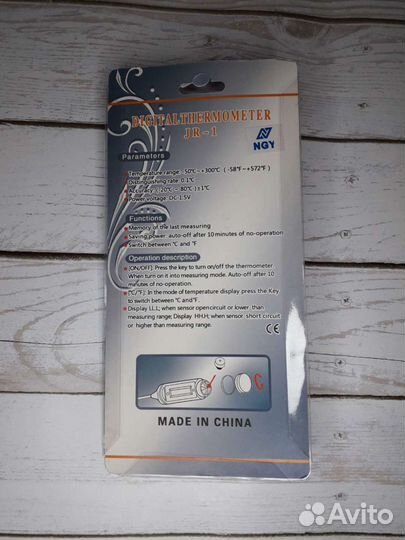 DIGITALTHERMOMETER
JR-1
NGY
Parameters
Temperature range: -50℃~+300℃ (-58℉~+572℉)
Distinguishing rate: 0.1℃
Accuracy: (-20℃ ~ 80℃)±1℃
Power voltage: DC 1.5V
Functions
Memory of the last measuring
Saving power: auto-off after 10 minutes of no-operation
Switch between ℃ and ℉
Operation description
[ON/OFF]: Press the key to turn on/off the thermometer
When turn on it into measuring mode. Auto-off after 10
minutes of no-operation.
[℃/℉]: In the mode of temperature display press the Key
to switch between ℃ and ℉.
Display LL.L; when sensor opencircuit or lower than
measuring range; Display HH.H; when sensor short circuit
or higher than measuring range.
CE
MADE IN CHINA
Avito